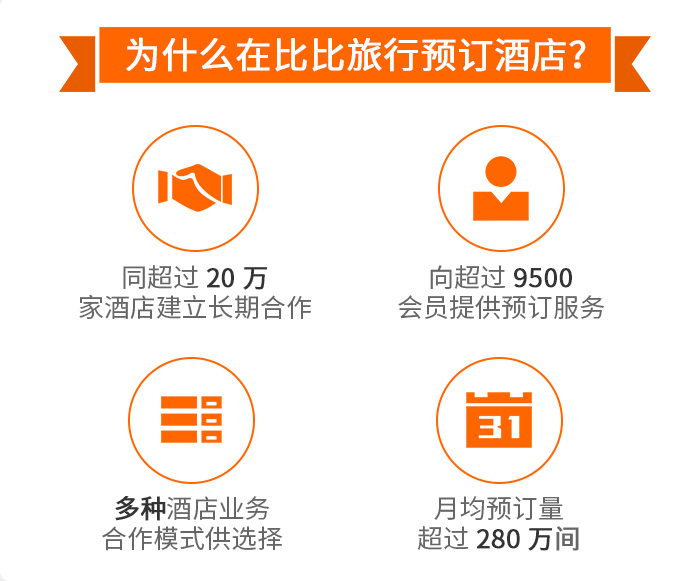 为什么在比比旅行预订酒店？
同超过 20 万
家酒店建立长期合作
向超过 9500
会员提供预订服务
31
多种酒店业务
合作模式供选择
月均预订量
超过 280 万间